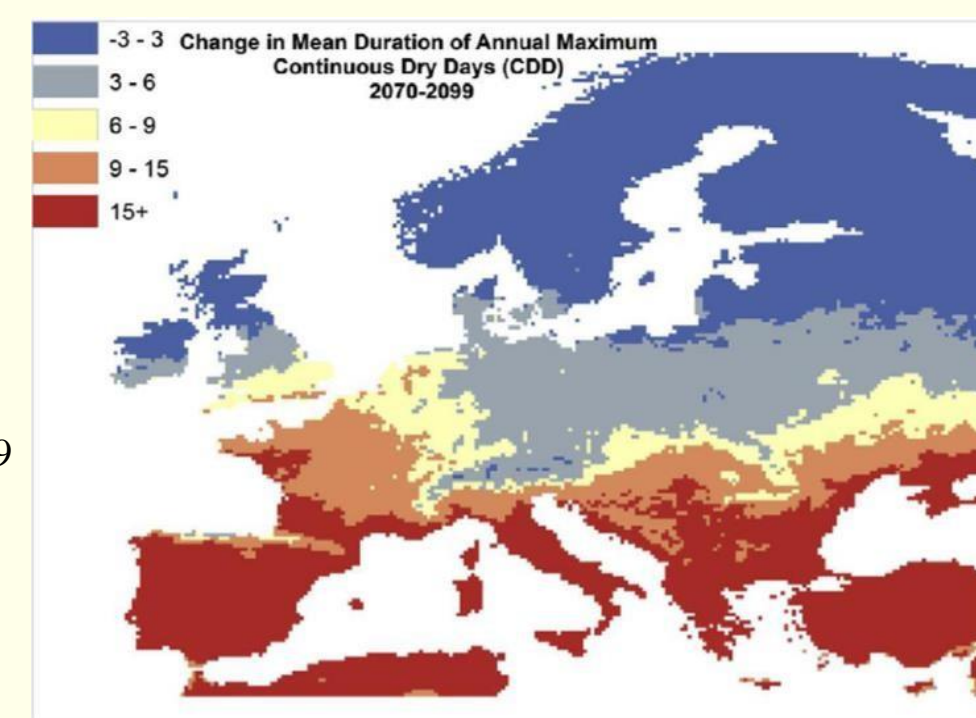 -3 - 3
3 - 6
6 - 9
9 - 15
15+
Change in Mean Duration of Annual Maximum
Continuous Dry Days (CDD)
2070-2099
9